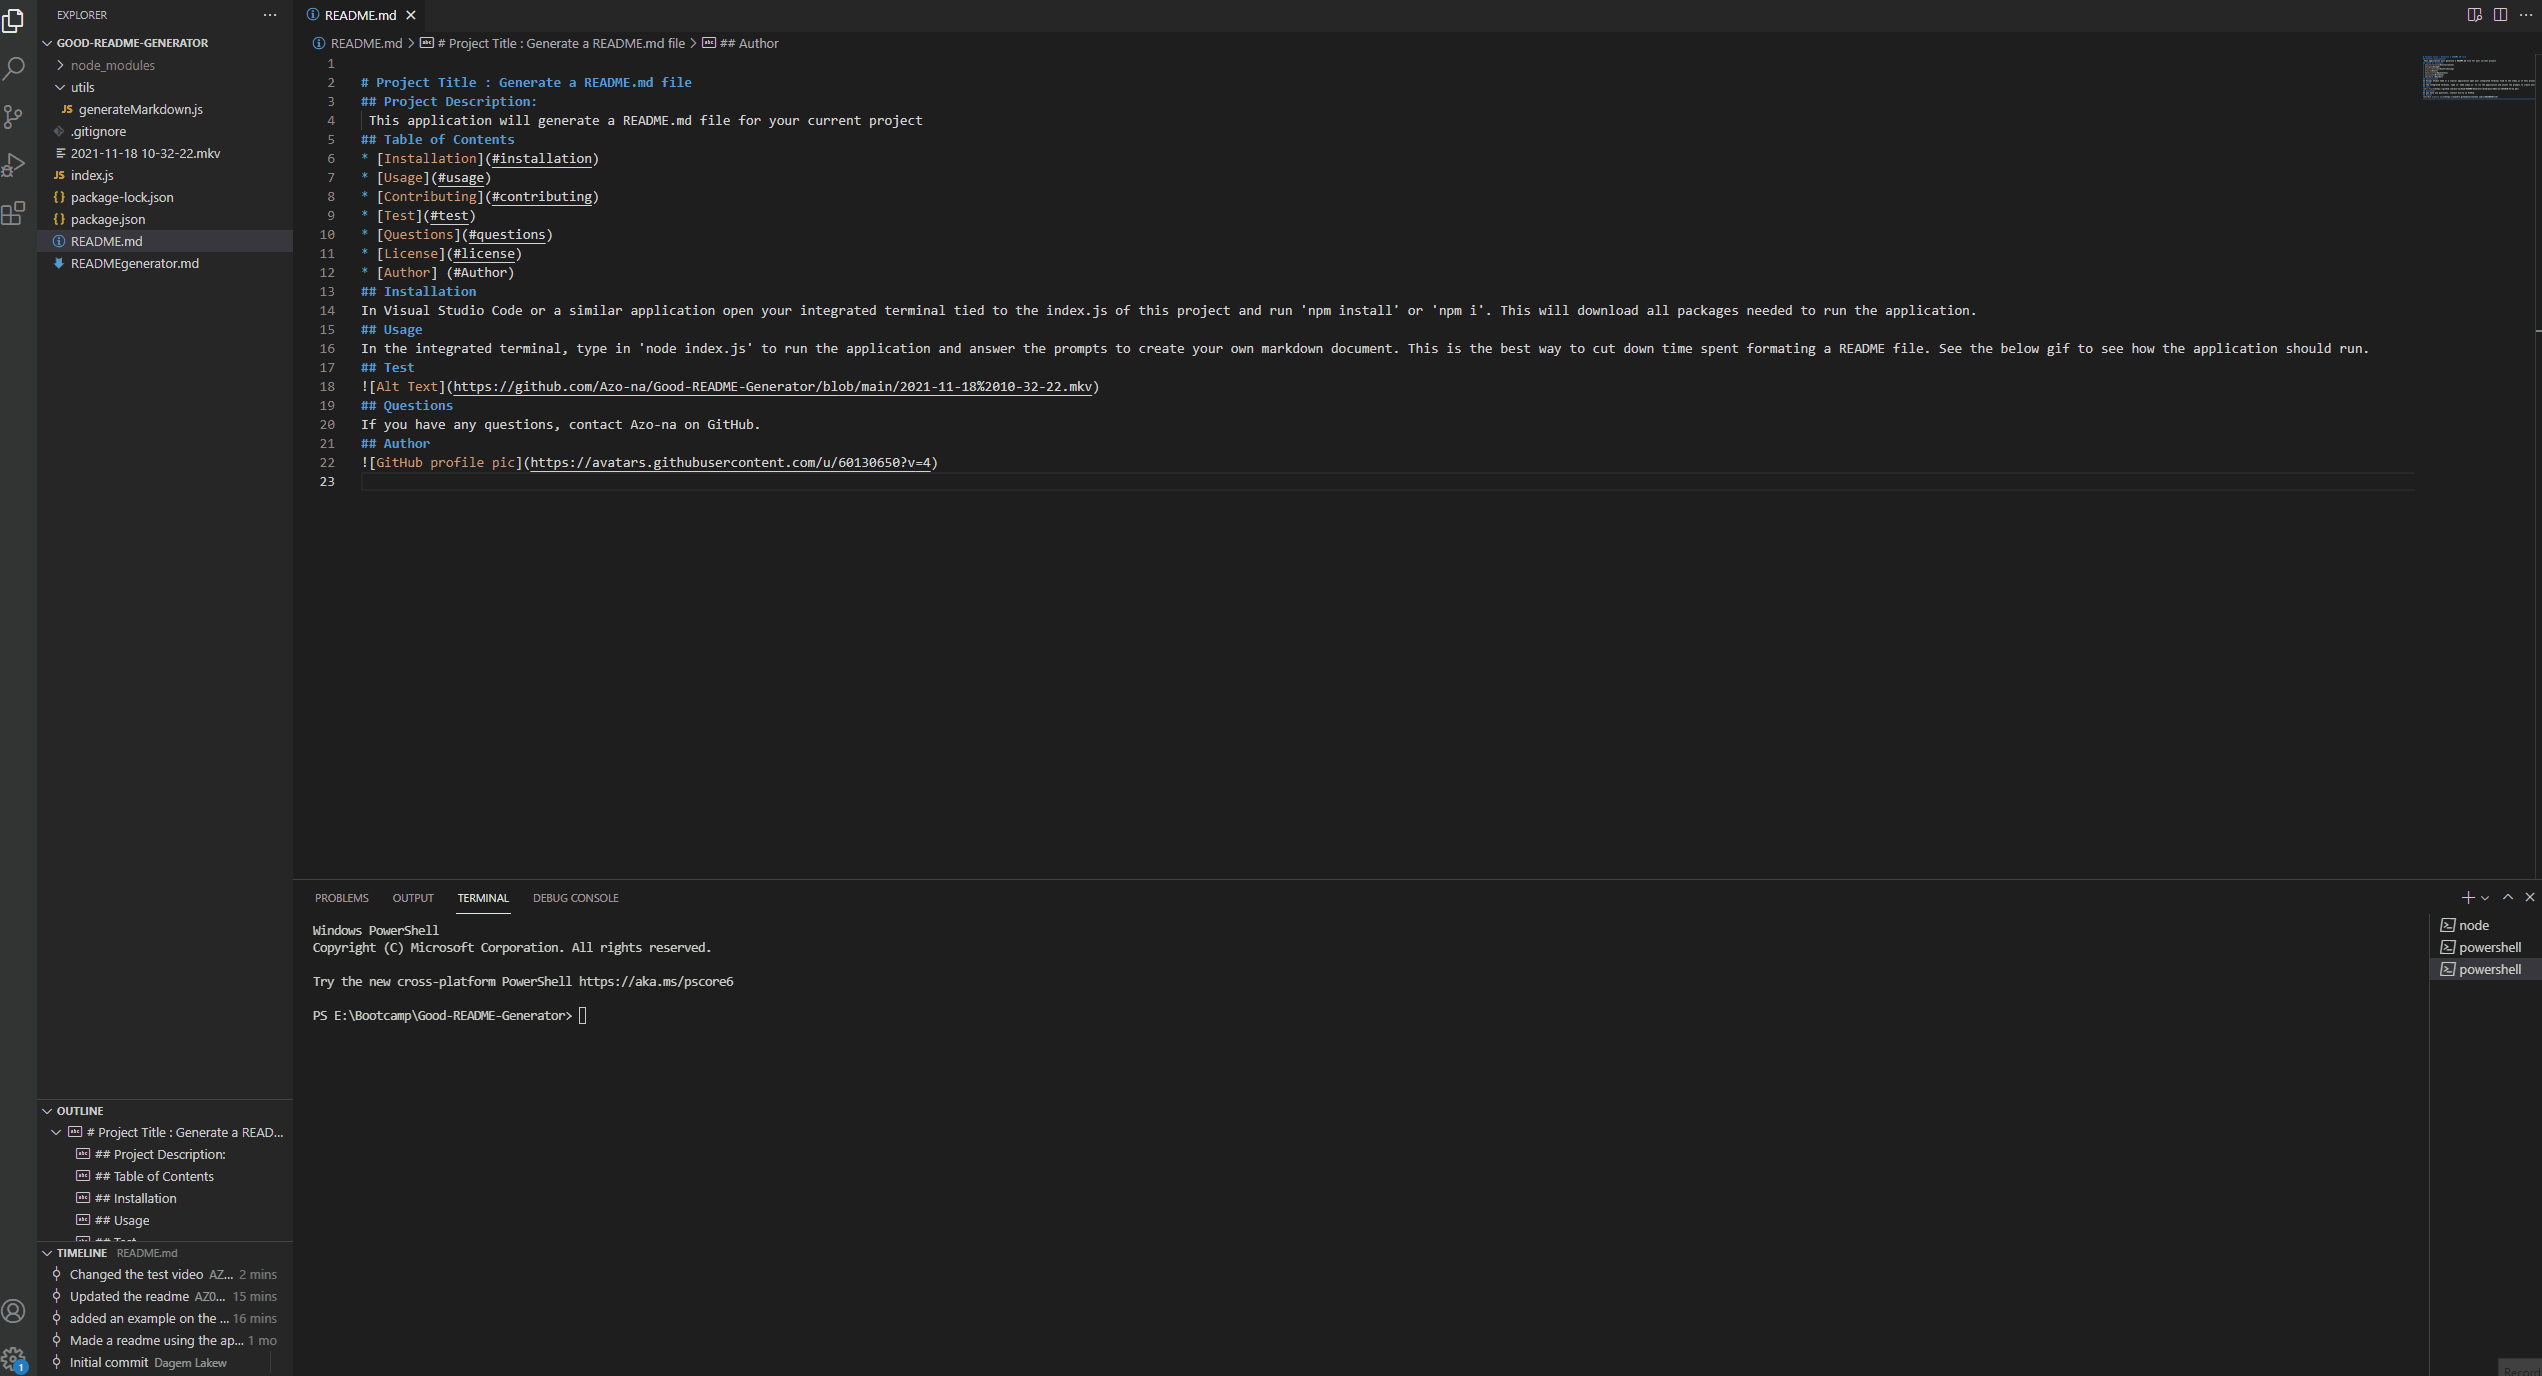 EXPLORER
GOOD-README-GENERATOR
node_modules
utils
JS generateMarkdown.js
.gitignore
2021-11-18 10-32-22.mkv
JS index.js
{} package-lock.json
{} package.json
README.md
READMEgenerator.md
README.md
README.md > # Project Title : Generate a README.md file > ## Author
1
2 # Project Title : Generate a README.md file
3 ## Project Description:
4 This application will generate a README.md file for your current project
5 ## Table of Contents
6 * [Installation](#installation)
7 * [Usage](#usage)
8 * [Contributing](#contributing)
9 * [Test](#test)
10 * [Questions](#questions)
11 * [License](#license)
12 * [Author] (#Author)
13 ## Installation
14 In Visual Studio Code or a similar application open your integrated terminal tied to the index.js of this project and run 'npm install' or 'npm i'. This will download all packages needed to run the application.
15 ## Usage
16 In the integrated terminal, type in 'node index.js' to run the application and answer the prompts to create your own markdown document. This is the best way to cut down time spent formating a README file. See the below gif to see how the application should run.
17 ## Test
18 ![Alt Text](https://github.com/Azo-na/Good-README-Generator/blob/main/2021-11-18%2010-32-22.mkv)
19 ## Questions
20 If you have any questions, contact Azo-na on GitHub.
21 ## Author
22 ![GitHub profile pic](https://avatars.githubusercontent.com/u/60130650?v=4)
23
PROBLEMS OUTPUT TERMINAL DEBUG CONSOLE
Windows PowerShell
Copyright (C) Microsoft Corporation. All rights reserved.
Try the new cross-platform PowerShell https://aka.ms/pscore6
PS E:\Bootcamp\Good-README-Generator>
node
powershell
powershell
OUTLINE
# Project Title : Generate a READ...
## Project Description:
## Table of Contents
## Installation
## Usage
## Test
TIMELINE README.md
Changed the test video AZ... 2 mins
Updated the readme AZ0... 15 mins
added an example on the ... 16 mins
Made a readme using the ap... 1 mo
Initial commit Dagem Lakew
1